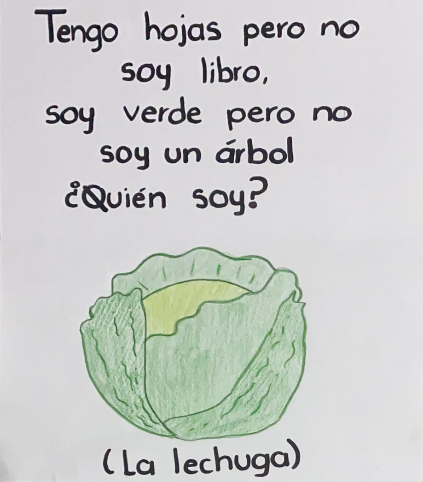 Tengo hojas pero no
soy libro,
soy verde pero no
soy un árbol
¿Quién soy?
(La lechuga)